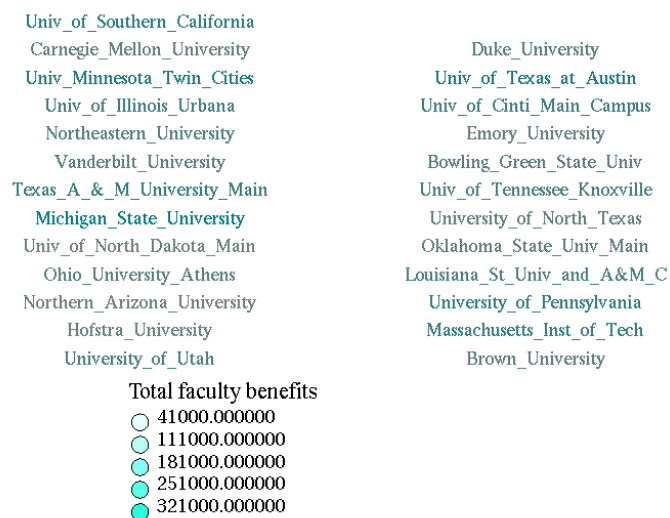 Univ_of_Southern_California
Carnegie_Mellon_University
Duke_University
Univ_Minnesota_Twin_Cities
Univ_of_Texas_at_Austin
Univ_of_Illinois_Urbana
Univ_of_Cinti_Main_Campus
Northeastern_University
Emory_University
Vanderbilt_University
Bowling_Green_State_Univ
Texas_A_&_M_University_Main
Univ_of_Tennessee_Knoxville
Michigan_State_University
University_of_North_Texas
Univ_of_North_Dakota_Main
Oklahoma_State_Univ_Main
Ohio_University_Athens
Louisiana_St_Univ_and_A&M_C
Northern_Arizona_University
University_of_Pennsylvania
Hofstra_University
Massachusetts_Inst_of_Tech
University_of_Utah
Brown_University
Total faculty benefits
41000.000000
111000.000000
181000.000000
251000.000000
321000.000000